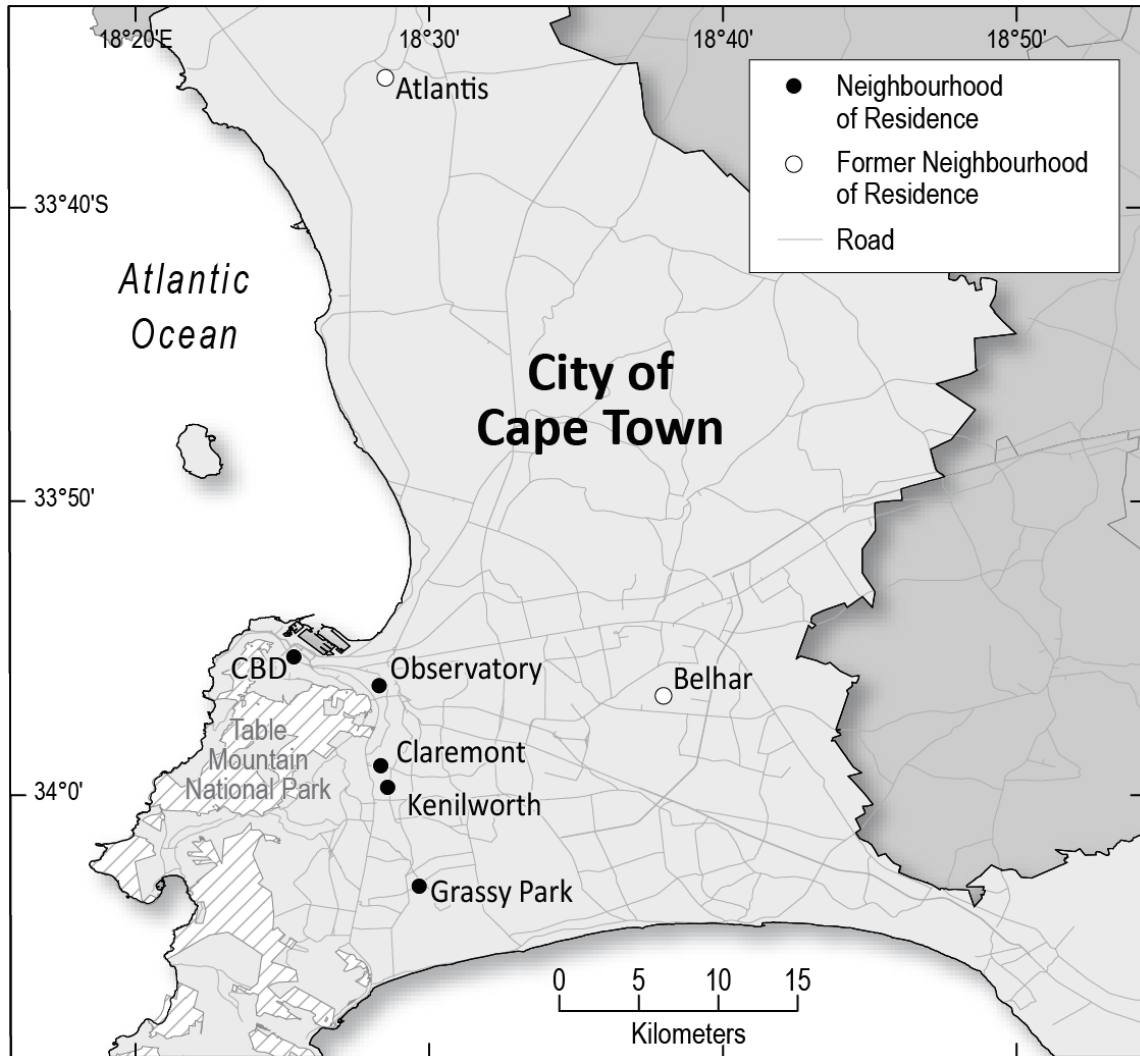 18°20'E
18°30'
18°40'
18°50'
Neighbourhood
of Residence
Former Neighbourhood
of Residence
Road
Atlantis
33°40'S
Atlantic
Ocean
City of
Cape Town
33°50'
CBD
Observatory
Belhar
Table
Mountain
National Park
Claremont
34°0'
Kenilworth
Grassy Park
0 5 10 15
Kilometers